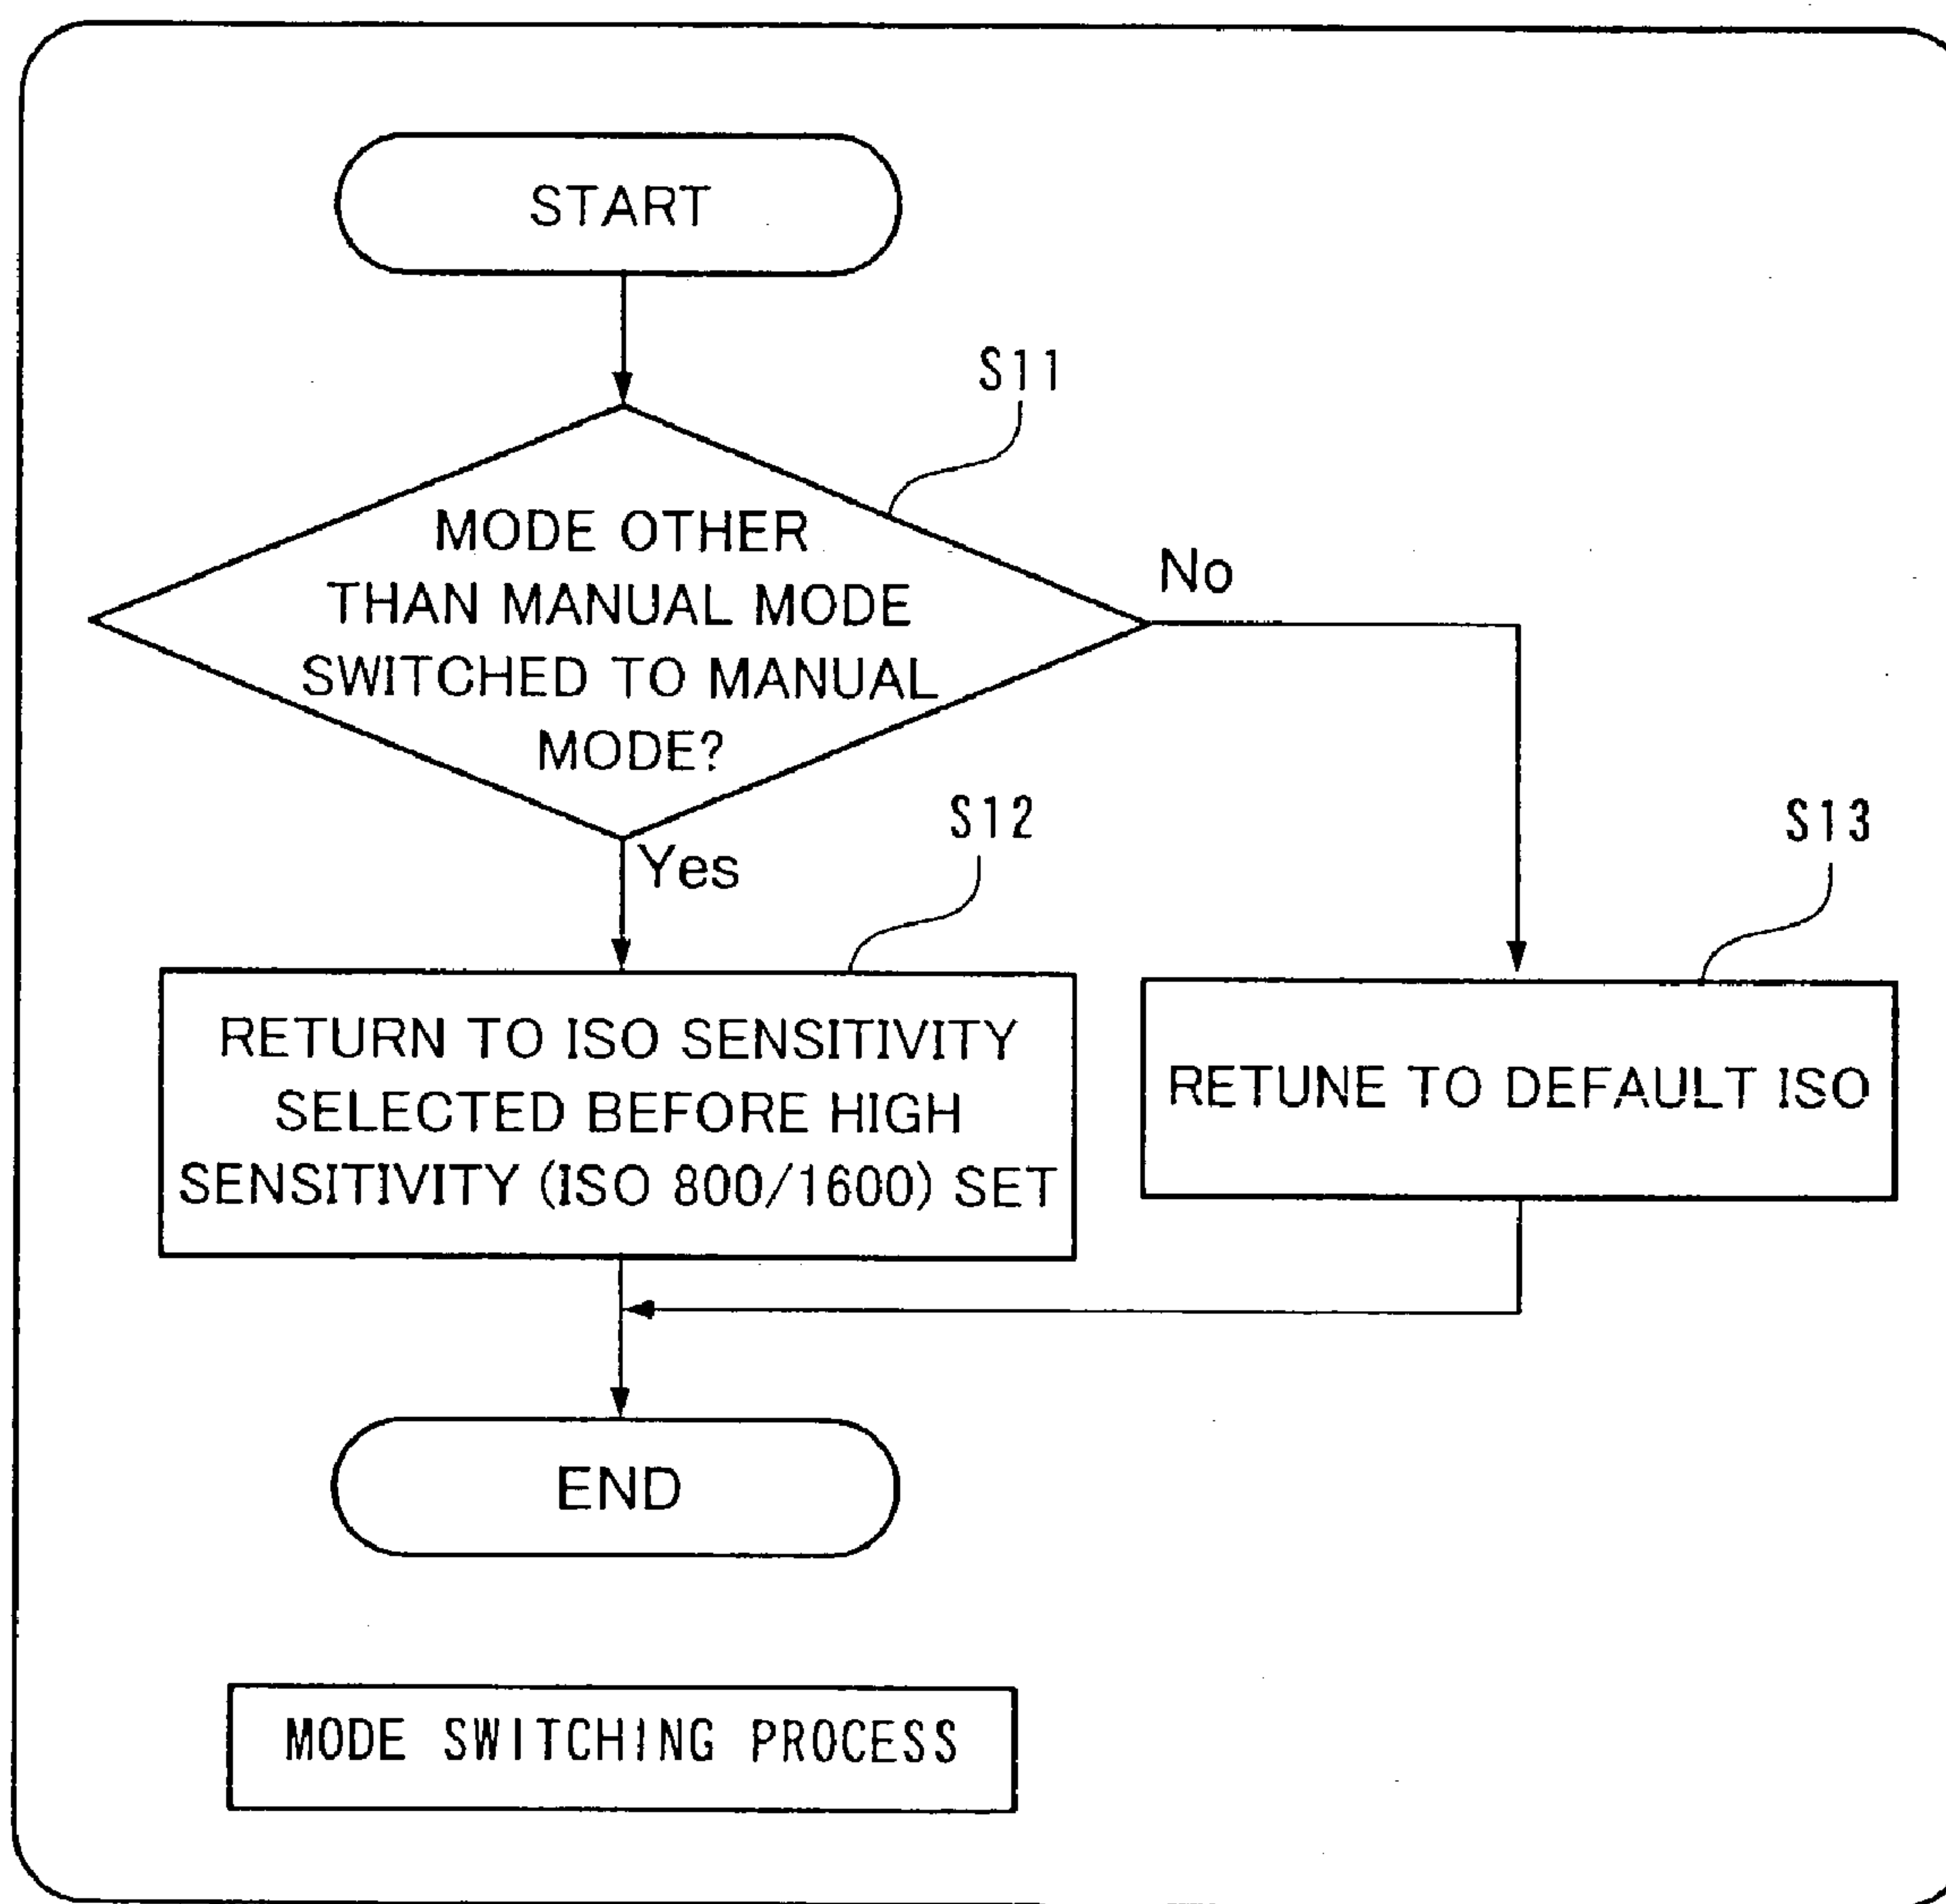 START
S11
MODE OTHER
THAN MANUAL MODE
SWITCHED TO MANUAL
MODE?
No
Yes
S12
S13
RETURN TO ISO SENSITIVITY
SELECTED BEFORE HIGH
SENSITIVITY (ISO 800/1600) SET
RETUNE TO DEFAULT ISO
END
MODE SWITCHING PROCESS